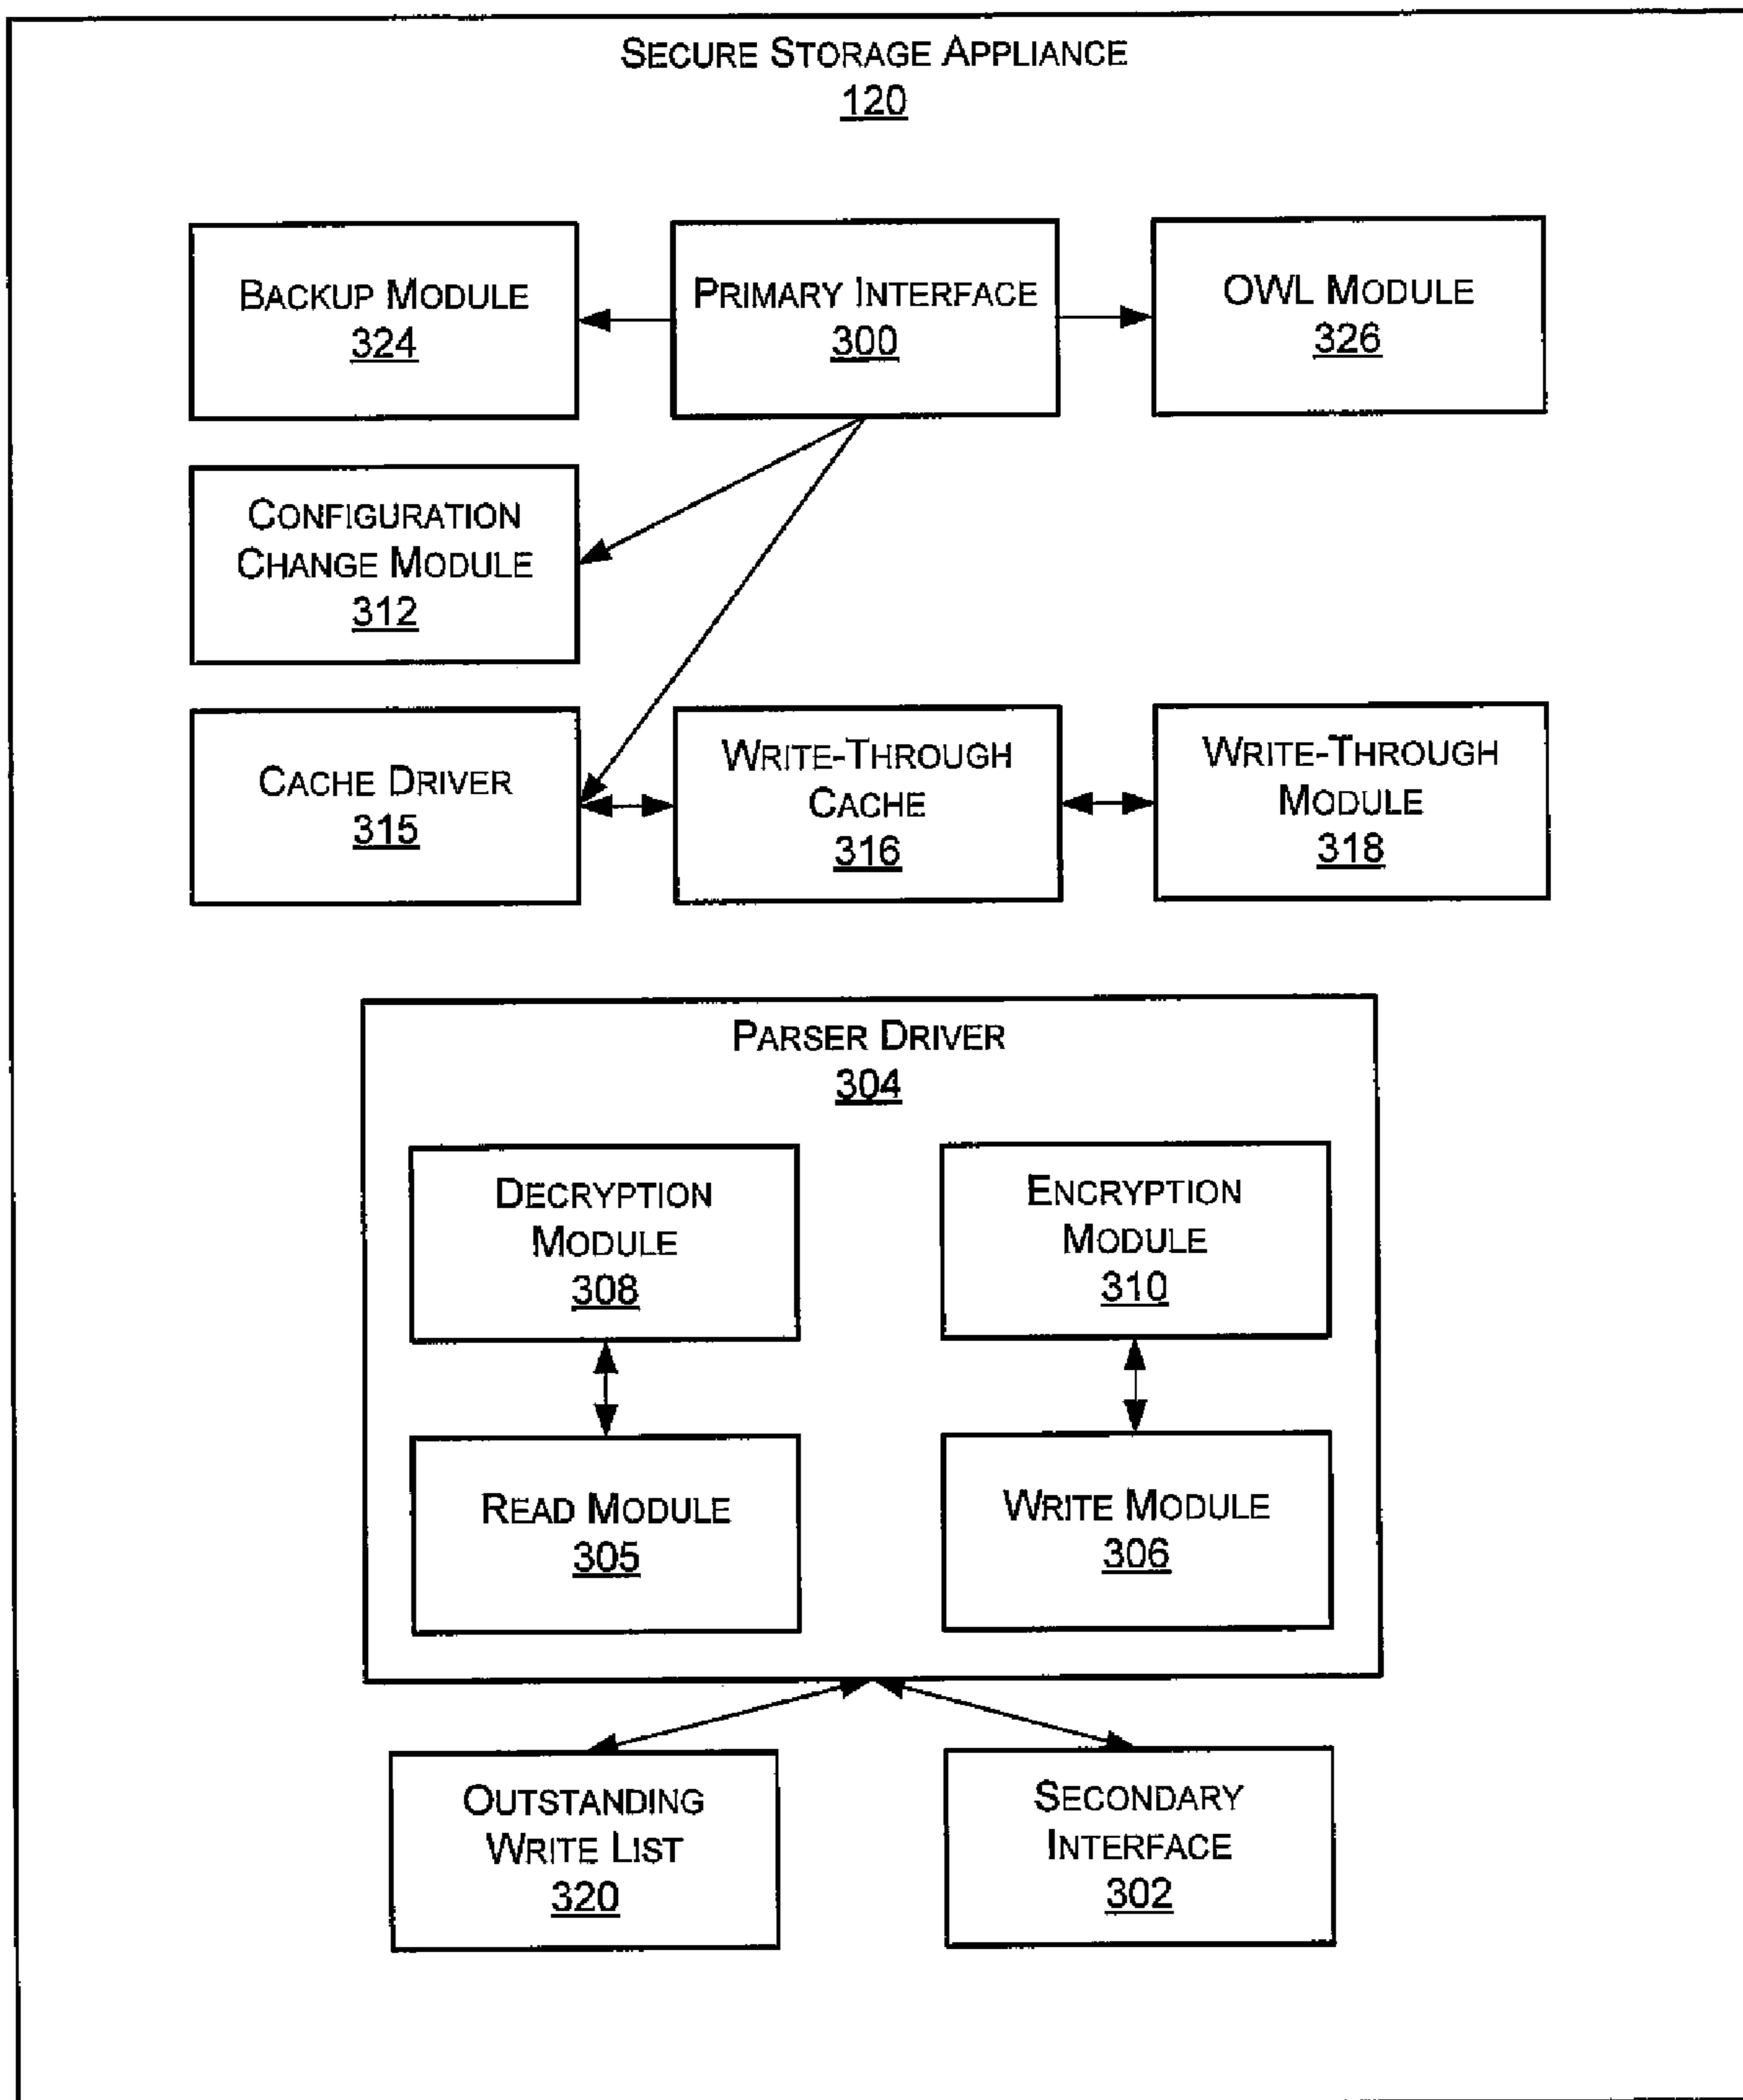 SECURE STORAGE APPLIANCE
120
BACKUP MODULE
324
PRIMARY INTERFACE
300
OWL MODULE
326
CONFIGURATION
CHANGE MODULE
312
CACHE DRIVER
315
WRITE-THROUGH
CACHE
316
WRITE-THROUGH
MODULE
318
PARSER DRIVER
304
DECRYPTION
MODULE
308
ENCRYPTION
MODULE
310
READ MODULE
305
WRITE MODULE
306
OUTSTANDING
WRITE LIST
320
SECONDARY
INTERFACE
302